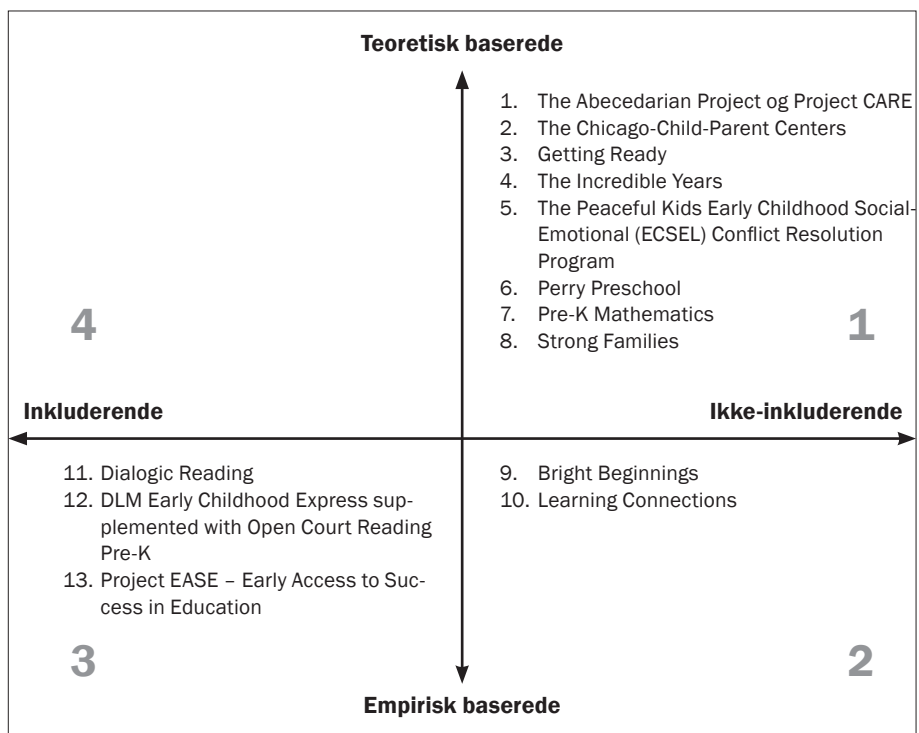 Teoretisk baserede
1. The Abecedarian Project og Project CARE
2. The Chicago-Child-Parent Centers
3. Getting Ready
4. The Incredible Years
5. The Peaceful Kids Early Childhood Social-
Emotional (ECSEL) Conflict Resolution
Program
6. Perry Preschool
7. Pre-K Mathematics
8. Strong Families
4
1
Inkluderende
Ikke-inkluderende
11. Dialogic Reading
12. DLM Early Childhood Express sup-
plemented with Open Court Reading
Pre-K
13. Project EASE – Early Access to Suc-
cess in Education
9. Bright Beginnings
10. Learning Connections
3
2
Empirisk baserede